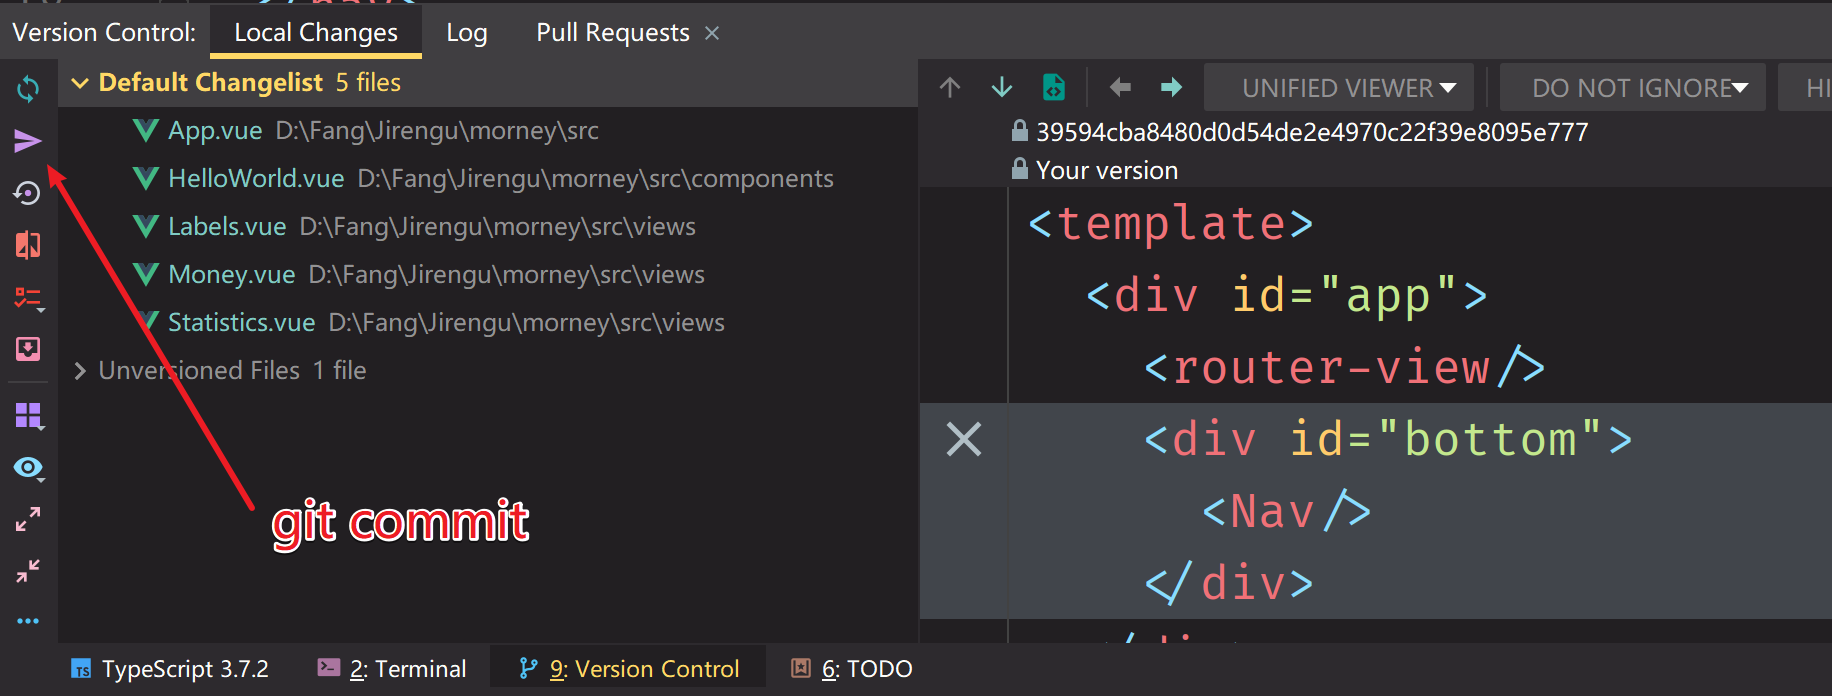 Version Control:
Local Changes
Log
Pull Requests
Default Changelist 5 files
UNIFIED VIEWER
DO NOT IGNORE
HI
App.vue D:\Fang\Jirengu\morney\src
HelloWorld.vue D:\Fang\Jirengu\morney\src\components
Labels.vue D:\Fang\Jirengu\morney\src\views
Money.vue D:\Fang\Jirengu\morney\src\views
Statistics.vue D:\Fang\Jirengu\morney\src\views
Unversioned Files 1 file
git commit
39594cba8480d0d54de2e4970c22f39e8095e777
Your version
<template>
<div id="app">
<router-view/>
<div id="bottom">
<Nav/>
</div>
TS TypeScript 3.7.2
2: Terminal
9: Version Control
6: TODO